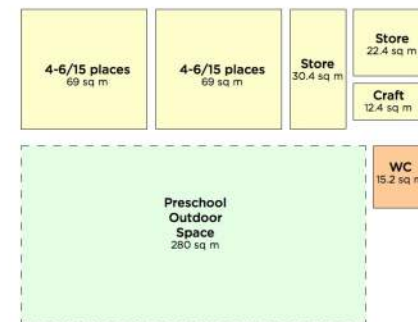 4-6/15 places
69 sq m
4-6/15 places
69 sq m
Store
30.4 sq m
Store
22.4 sq m
Craft
12.4 sq m
Preschool
Outdoor
Space
280 sq m
WC
15.2 sq m